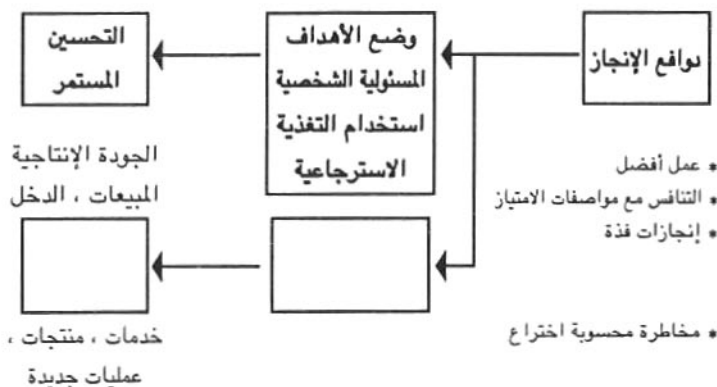 دوافع الإنجاز
* عمل أفضل
* التنافس مع مواصفات الامتياز
* إنجازات فذة
* مخاطرة محسوبة اختراع
وضع الأهداف
المسئولية الشخصية
استخدام التغذية
الاسترجاعية
التحسين
المستمر
الجودة الإنتاجية
المبيعات ، الدخل
خدمات ، منتجات ،
عمليات جديدة